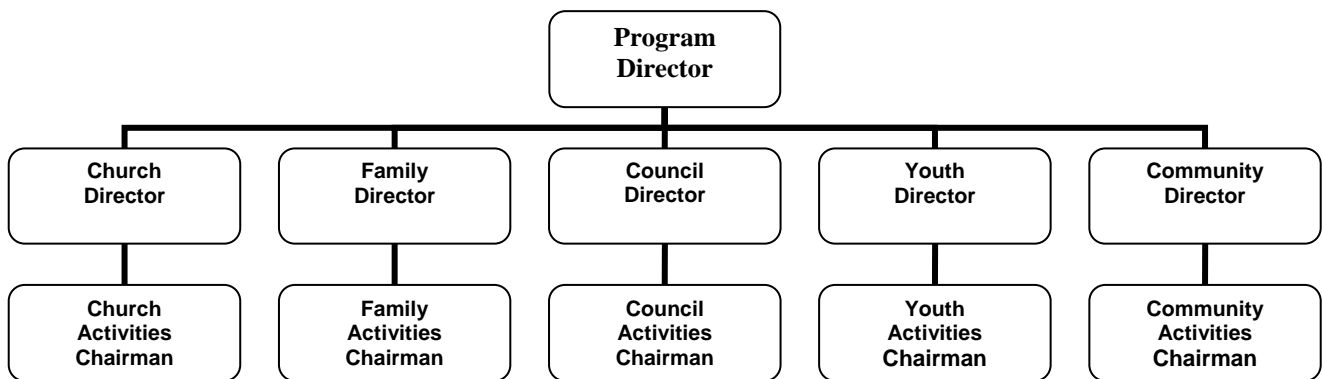 Program
Director
Church
Director
Family
Director
Council
Director
Youth
Director
Community
Director
Church
Activities
Chairman
Family
Activities
Chairman
Council
Activities
Chairman
Youth
Activities
Chairman
Community
Activities
Chairman